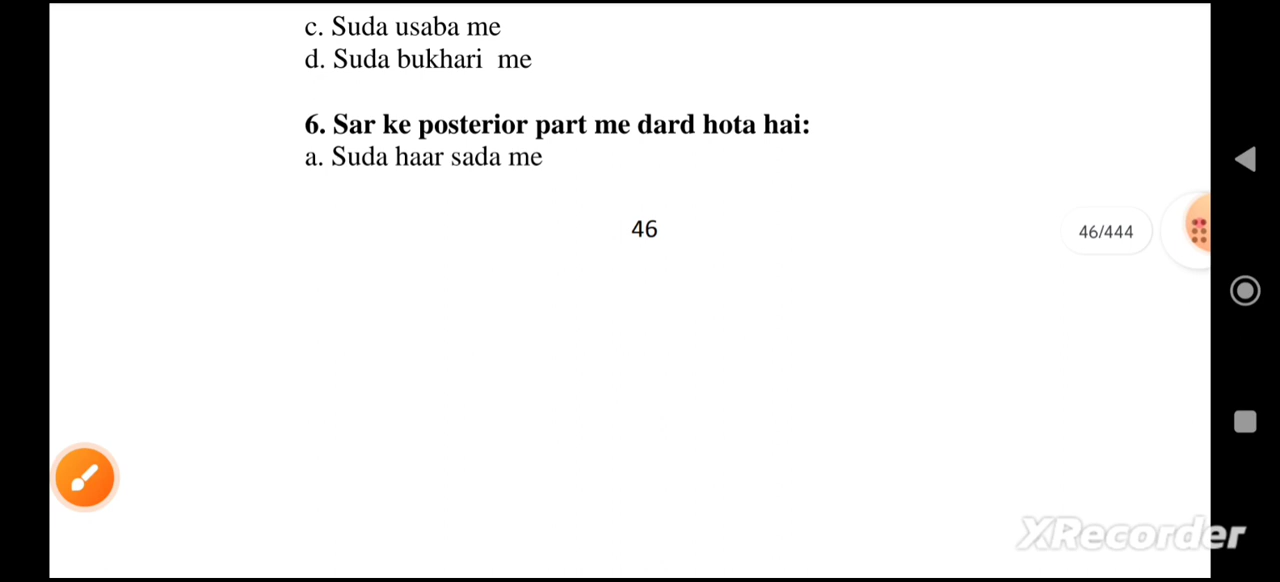 c. Suda usaba me
d. Suda bukhari me
6. Sar ke posterior part me dard hota hai:
a. Suda haar sada me
46
46/444
XRecorder